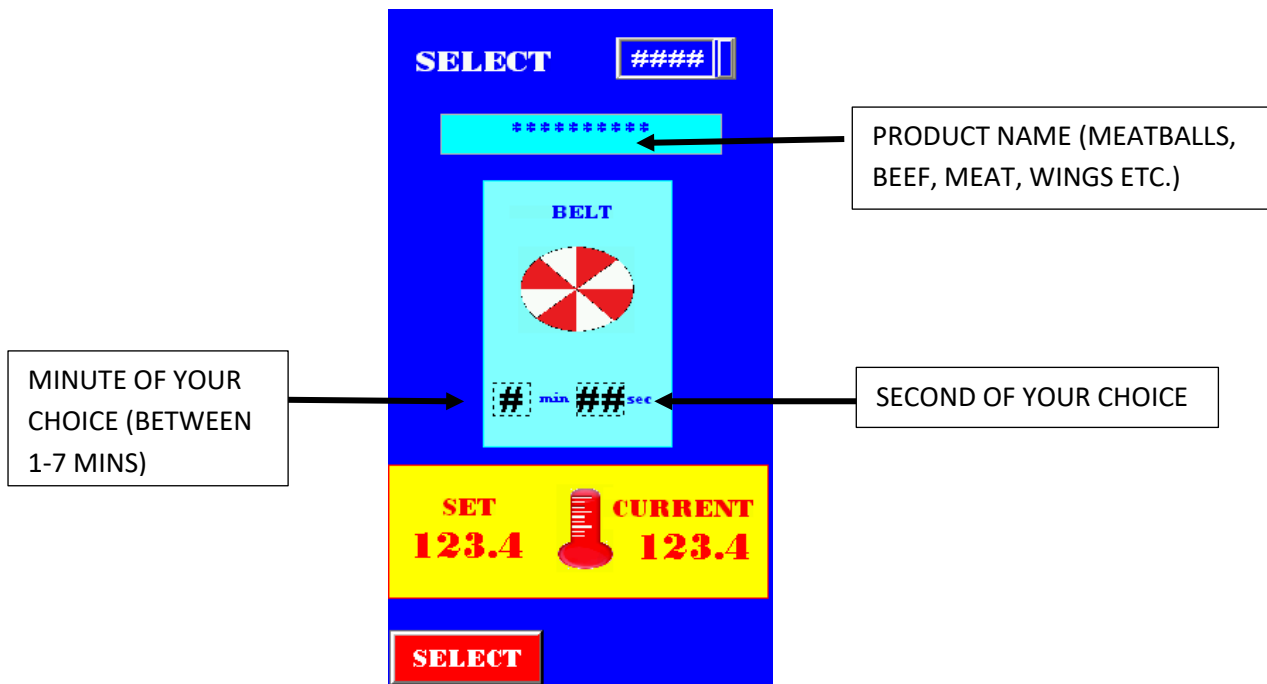 SELECT ####
**********
PRODUCT NAME (MEATBALLS,
BEEF, MEAT, WINGS ETC.)
BELT
MINUTE OF YOUR
CHOICE (BETWEEN
1-7 MINS)
# min ## sec
SECOND OF YOUR CHOICE
SET CURRENT
123.4 123.4
SELECT